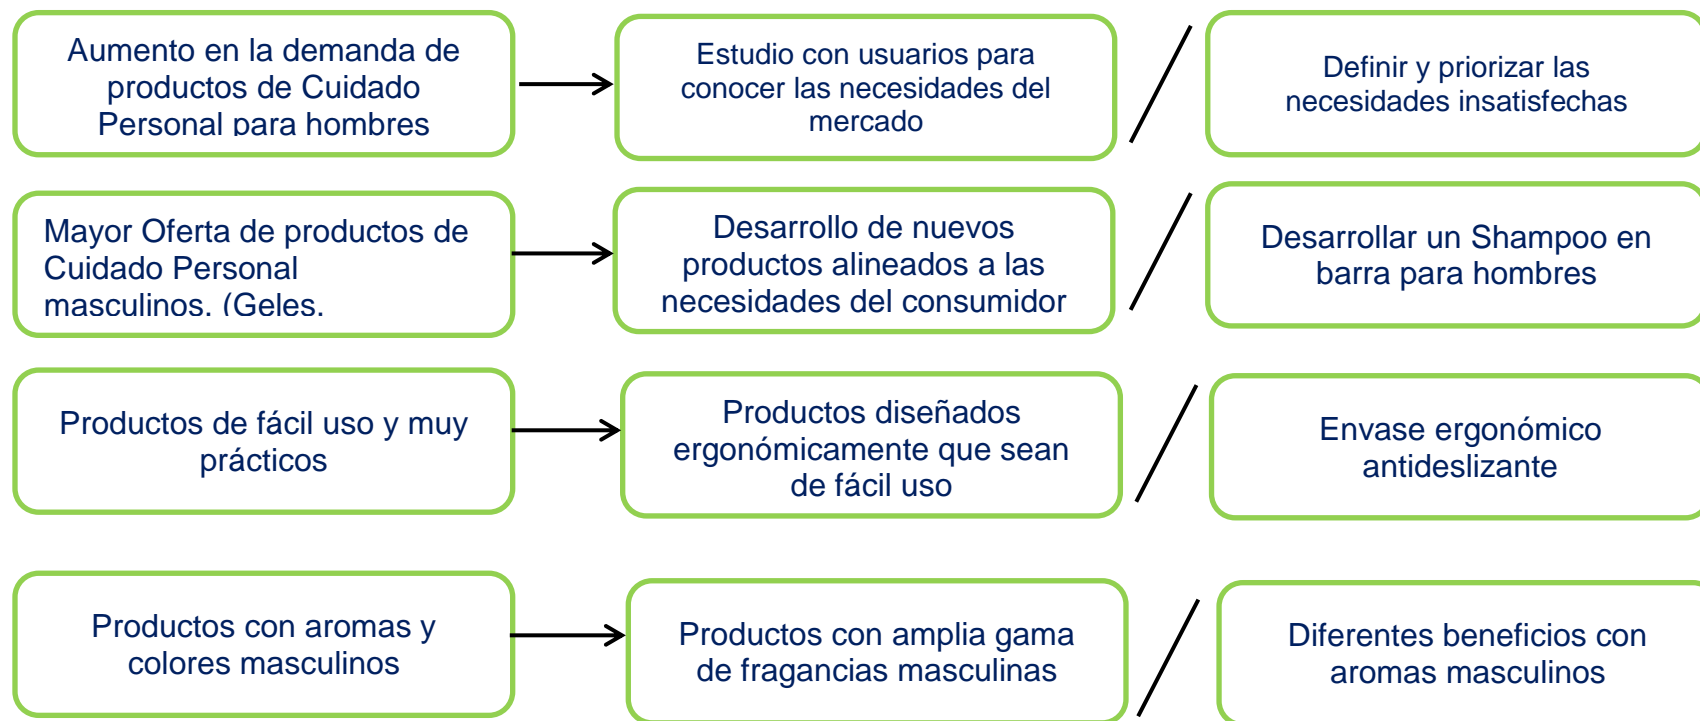 Aumento en la demanda de
productos de Cuidado
Personal para hombres
Estudio con usuarios para
conocer las necesidades del
mercado
Definir y priorizar las
necesidades insatisfechas
Mayor Oferta de productos de
Cuidado Personal
masculinos. (Geles,
Desarrollo de nuevos
productos alineados a las
necesidades del consumidor
Desarrollar un Shampoo en
barra para hombres
Productos de fácil uso y muy
prácticos
Productos diseñados
ergonómicamente que sean
de fácil uso
Envase ergonómico
antideslizante
Productos con aromas y
colores masculinos
Productos con amplia gama
de fragancias masculinas
Diferentes beneficios con
aromas masculinos